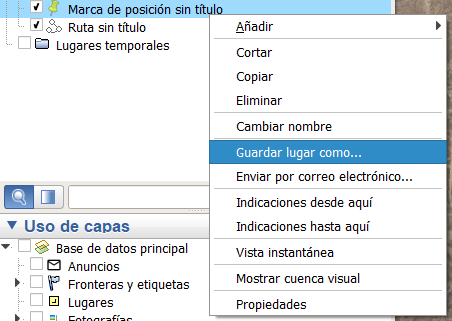 Marca de posición sin título
Ruta sin título
Lugares temporales
Añadir
Cortar
Copiar
Eliminar
Cambiar nombre
Guardar lugar como...
Enviar por correo electrónico...
Indicaciones desde aquí
Indicaciones hasta aquí
Vista instantánea
Mostrar cuenca visual
Propiedades
Uso de capas
Base de datos principal
Anuncios
Fronteras y etiquetas
Lugares
Fotografías